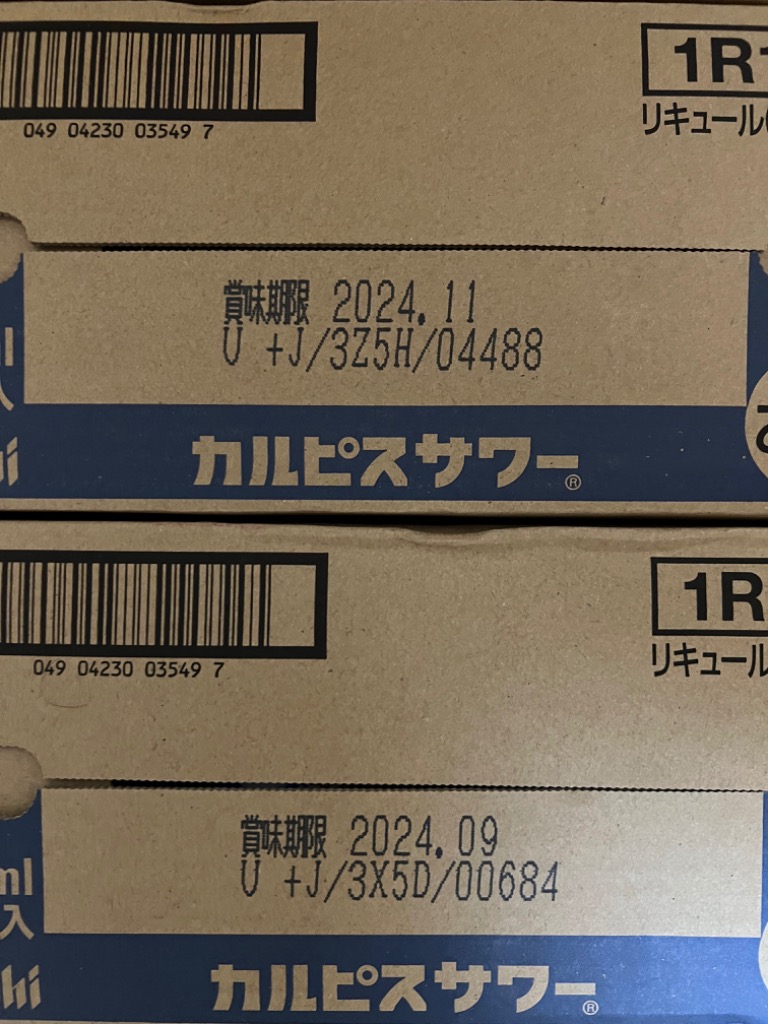 049 04230 03549 7
1R
リキュール
賞味期限 2024.11
U +J/3Z5H/04488
入
カルピスサワー®
049 04230 03549 7
1R
リキュール
賞味期限 2024.09
U +J/3X5D/00684
ml
入
hi
カルピスサワー®